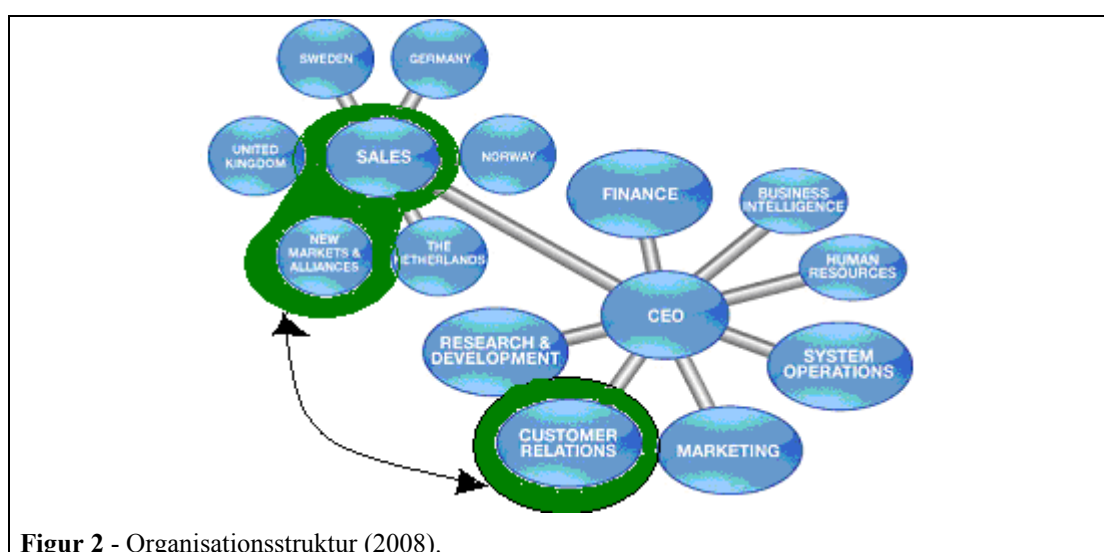 SWEDEN
GERMANY
UNITED
KINGDOM
SALES
NORWAY
NEW
MARKETS &
ALLIANCES
THE
NETHERLANDS
FINANCE
BUSINESS
INTELLIGENCE
HUMAN
RESOURCES
CEO
RESEARCH &
DEVELOPMENT
SYSTEM
OPERATIONS
CUSTOMER
RELATIONS
MARKETING
Figur 2 - Organisationsstruktur (2008).